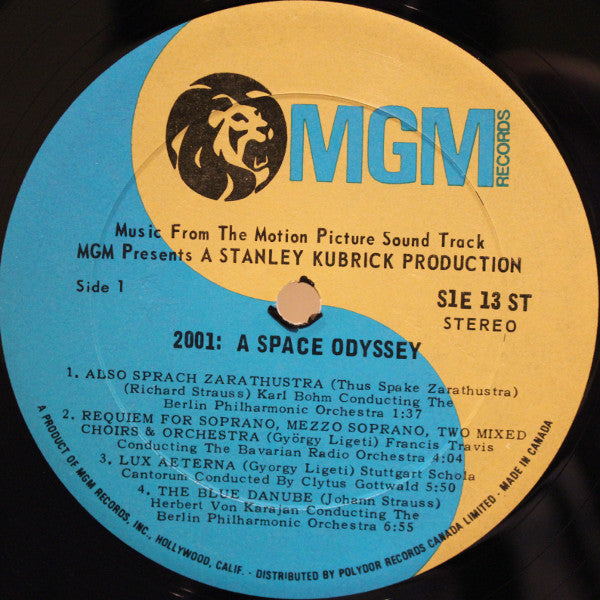 MGM
RECORDS
Music From The Motion Picture Sound Track
MGM Presents A STANLEY KUBRICK PRODUCTION
Side 1
S1E 13 ST
STEREO
2001: A SPACE ODYSSEY
1. ALSO SPRACH ZARATHUSTRA (Thus Spake Zarathustra)
(Richard Strauss) Karl Bohm Conducting The
Berlin Philharmonic Orchestra 1:37
2. REQUIEM FOR SOPRANO, MEZZO SOPRANO, TWO MIXED
CHOIRS & ORCHESTRA (György Ligeti) Francis Travis
Conducting The Bavarian Radio Orchestra 4:04
3. LUX AETERNA (Gyorgy Ligeti) Stuttgart Schola
Cantorum Conducted By Clytus Gottwald 5:50
4. THE BLUE DANUBE (Johann Strauss)
Herbert Von Karajan Conducting The
Berlin Philharmonic Orchestra 6:55
A PRODUCT OF MGM RECORDS, INC., HOLLYWOOD, CALIF. - DISTRIBUTED BY POLYDOR RECORDS CANADA LIMITED - MADE IN CANADA